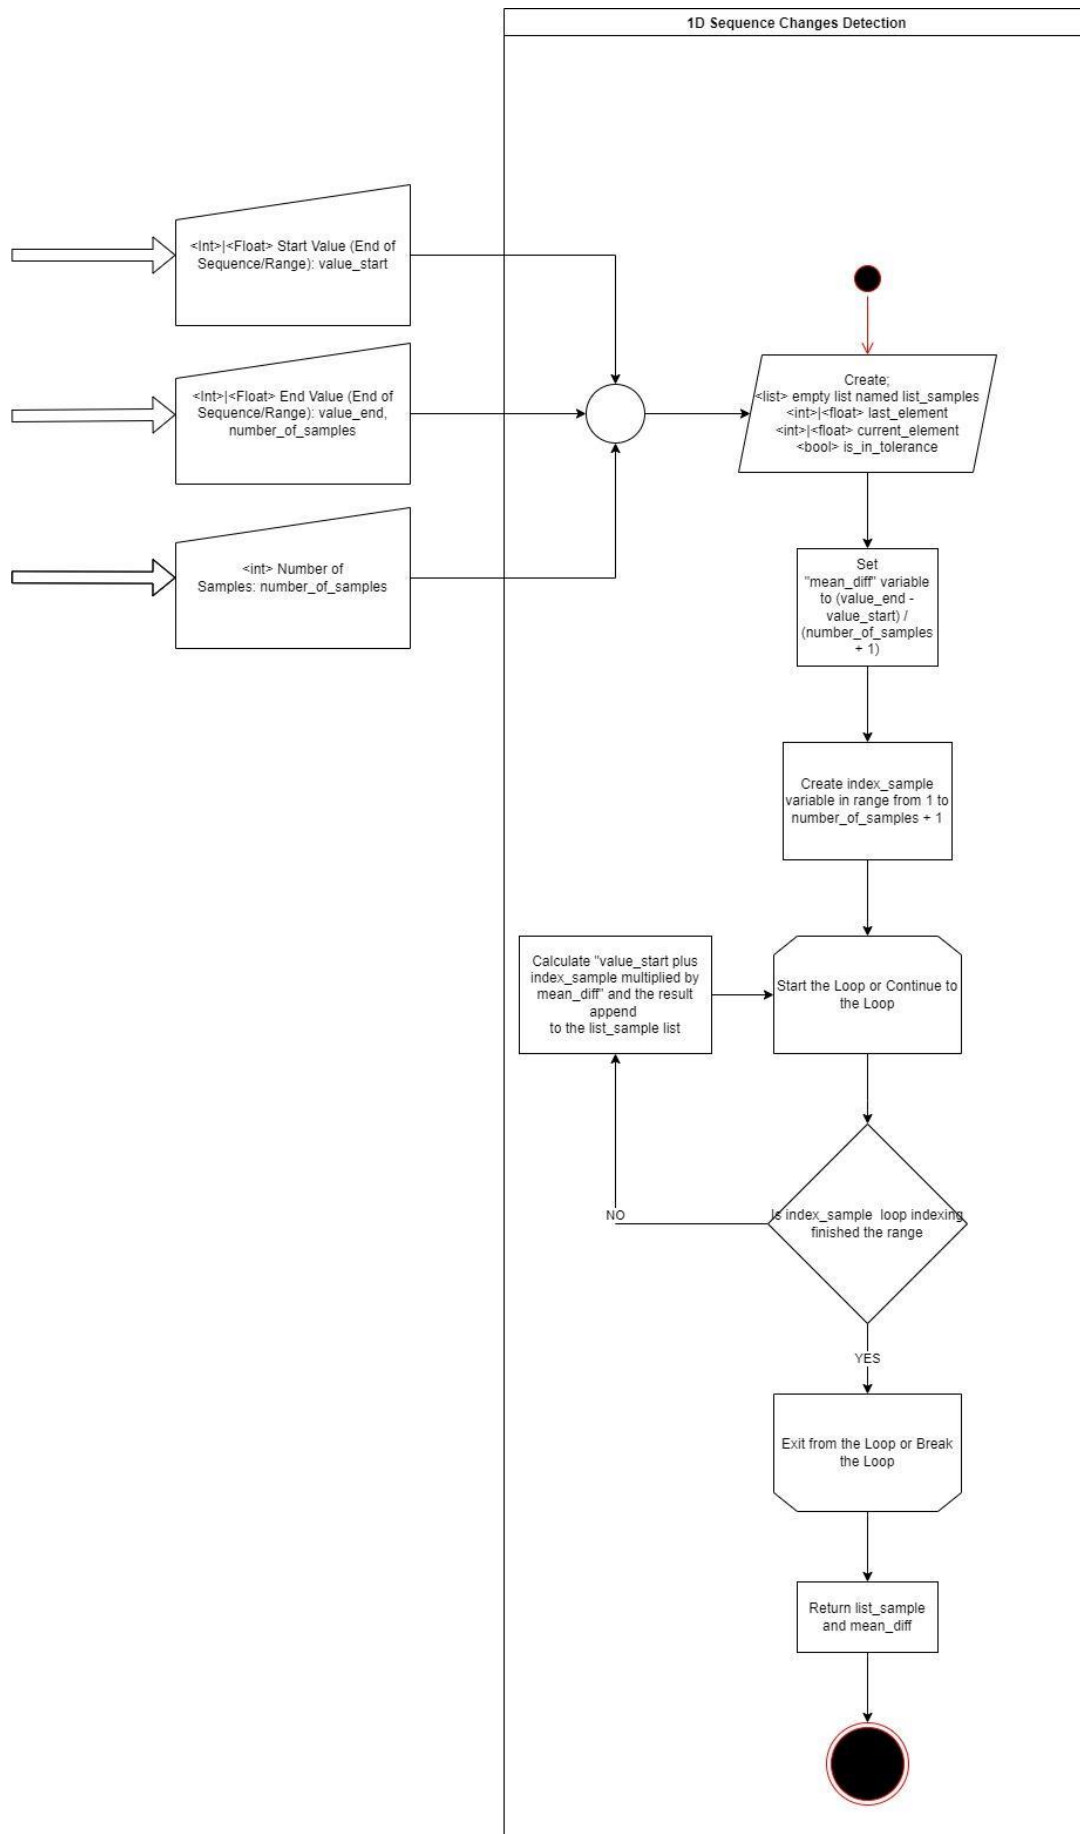 1D Sequence Changes Detection
<Int>|<Float> Start Value (End of
Sequence/Range): value_start
<Int>|<Float> End Value (End of
Sequence/Range): value_end,
number_of_samples
<int> Number of
Samples: number_of_samples
Create;
<list> empty list named list_samples
<int>|<float> last_element
<int>|<float> current_element
<bool> is_in_tolerance
Set
"mean_diff" variable
to (value_end -
value_start) /
(number_of_samples
+ 1)
Create index_sample
variable in range from 1 to
number_of_samples + 1
Calculate "value_start plus
index_sample multiplied by
mean_diff" and the result
append
to the list_sample list
Start the Loop or Continue to
the Loop
NO
Is index_sample loop indexing
finished the range
YES
Exit from the Loop or Break
the Loop
Return list_sample
and mean_diff